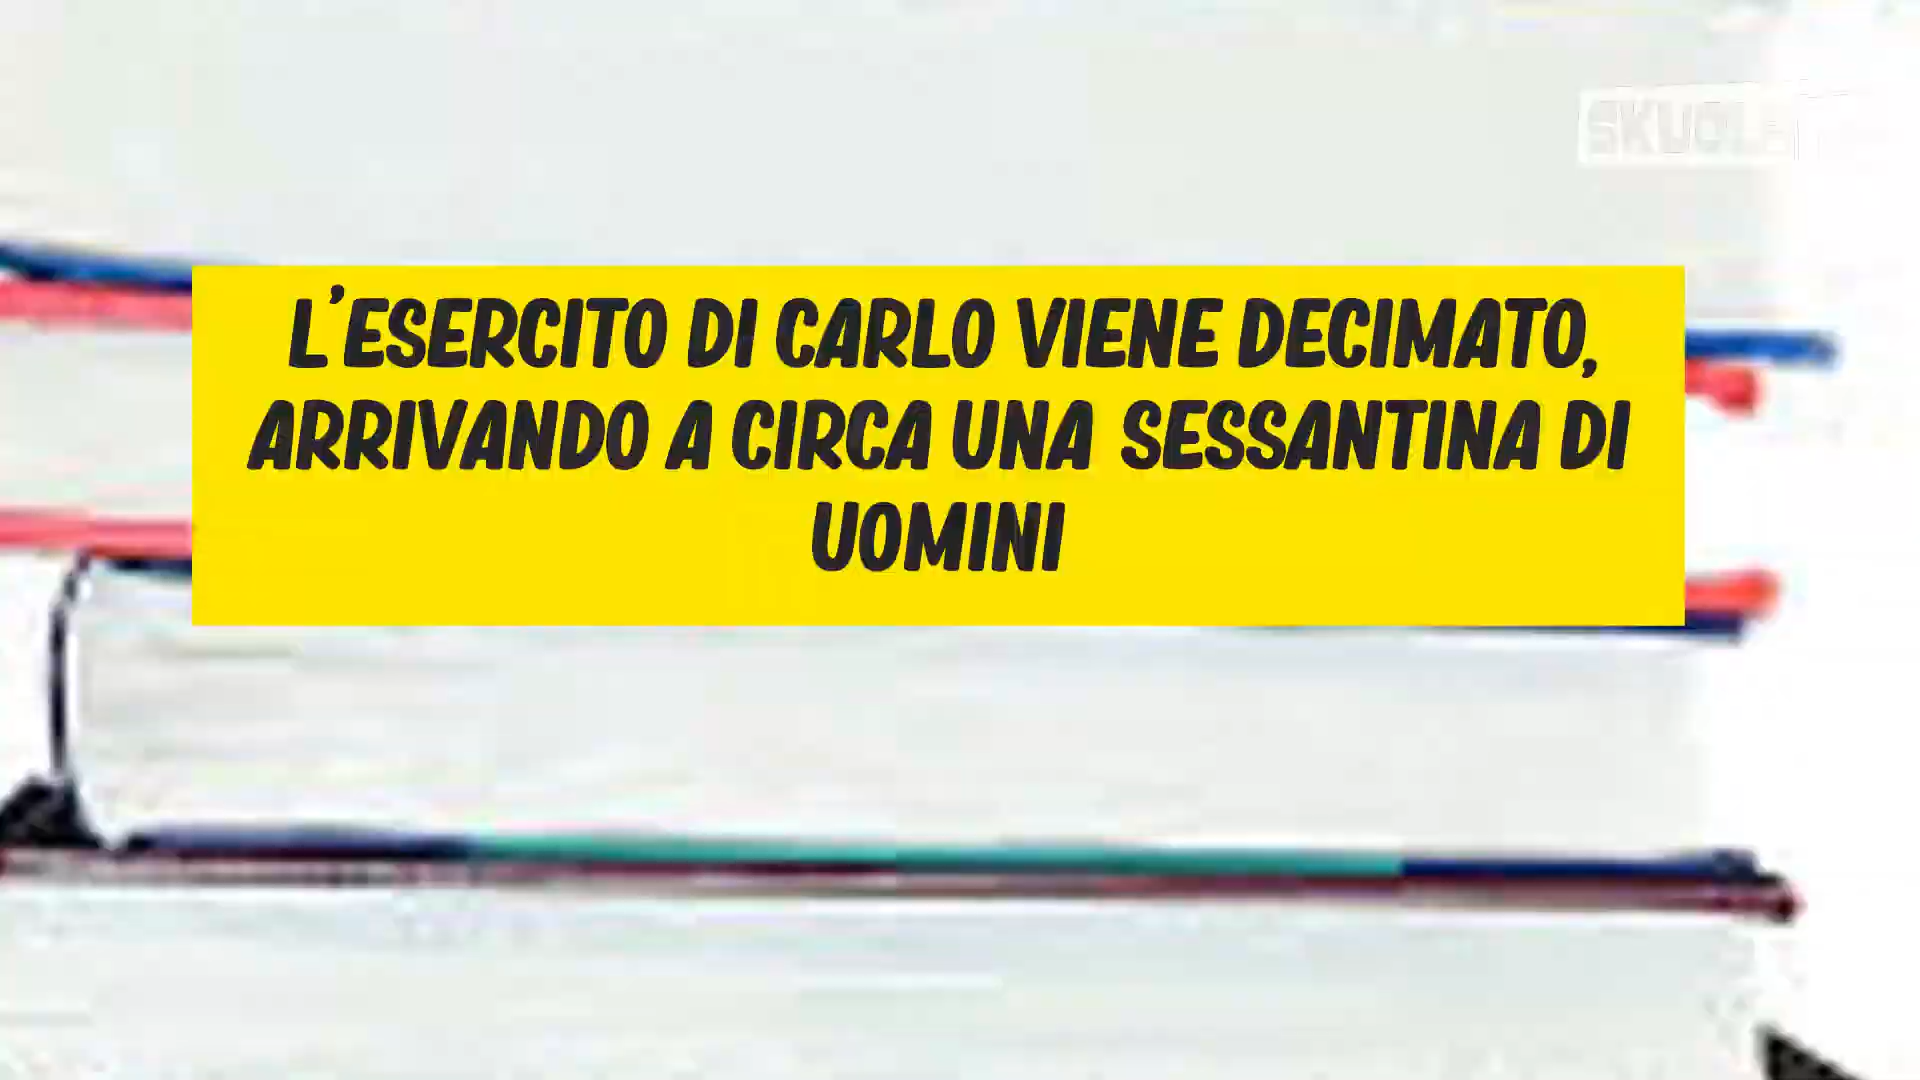 L'ESERCITO DI CARLO VIENE DECIMATO,
ARRIVANDO A CIRCA UNA SESSANTINA DI
UOMINI